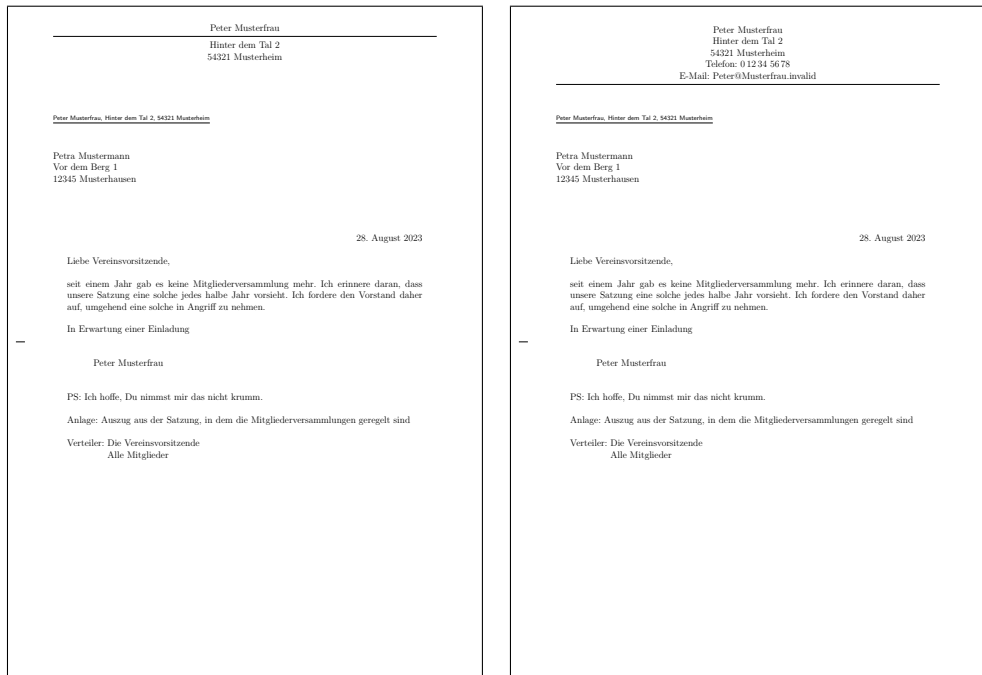 Peter Musterfrau
Hinter dem Tal 2
54321 Musterheim
Peter Musterfrau, Hinter dem Tal 2, 54321 Musterheim
Petra Mustermann
Vor dem Berg 1
12345 Musterhausen
28. August 2023
Liebe Vereinsvorsitzende,
seit einem Jahr gab es keine Mitgliederversammlung mehr. Ich erinnere daran, dass
unsere Satzung eine solche jedes halbe Jahr vorsieht. Ich fordere den Vorstand daher
auf, umgehend eine solche in Angriff zu nehmen.
In Erwartung einer Einladung
Peter Musterfrau
PS: Ich hoffe, Du nimmst mir das nicht krumm.
Anlage: Auszug aus der Satzung, in dem die Mitgliederversammlungen geregelt sind
Verteiler: Die Vereinsvorsitzende
Alle Mitglieder
Peter Musterfrau
Hinter dem Tal 2
54321 Musterheim
Telefon: 0 12 34 56 78
E-Mail: Peter@Musterfrau.invalid
Peter Musterfrau, Hinter dem Tal 2, 54321 Musterheim
Petra Mustermann
Vor dem Berg 1
12345 Musterhausen
28. August 2023
Liebe Vereinsvorsitzende,
seit einem Jahr gab es keine Mitgliederversammlung mehr. Ich erinnere daran, dass
unsere Satzung eine solche jedes halbe Jahr vorsieht. Ich fordere den Vorstand daher
auf, umgehend eine solche in Angriff zu nehmen.
In Erwartung einer Einladung
Peter Musterfrau
PS: Ich hoffe, Du nimmst mir das nicht krumm.
Anlage: Auszug aus der Satzung, in dem die Mitgliederversammlungen geregelt sind
Verteiler: Die Vereinsvorsitzende
Alle Mitglieder